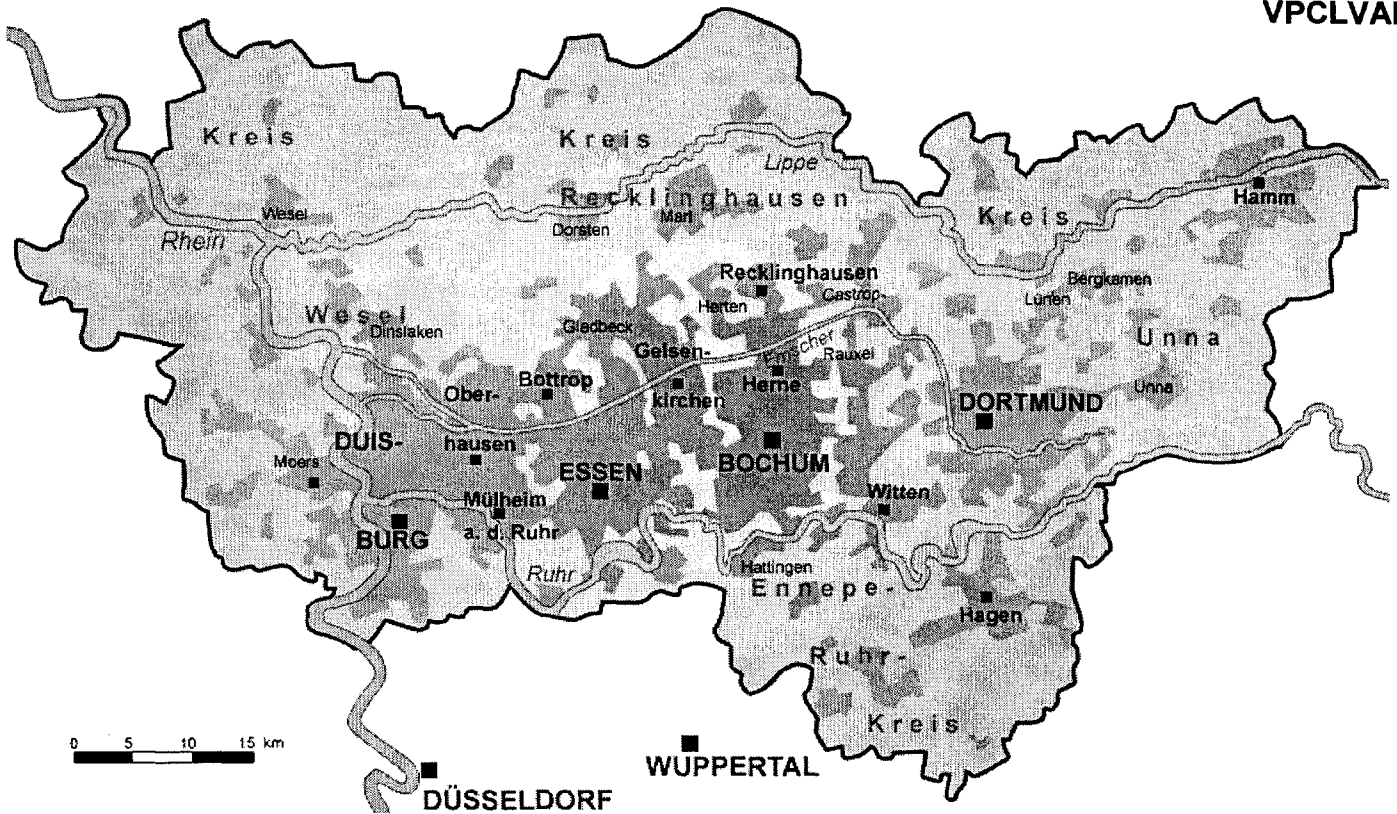 VPCLVAI
Kreis
Kreis
Lippe
Recklinghausen
Hamm
Wesel
Marl
Kreis
Rhein
Dorsten
Recklinghausen
Bergkamen
Herten
Castrop-
Lünen
Wesel
Dinslaken
Gladbeck
Unna
Gelsen-
Emscher
Rauxel
Ober-
Bottrop
Herne
Unna
kirchen
DORTMUND
DUIS-
hausen
BOCHUM
Moers
ESSEN
Witten
Mülheim
BURG
a. d. Ruhr
Ruhr
Hattingen
Ennepe-
Hagen
Ruhr-
Kreis
0 5 10 15 km
WUPPERTAL
DÜSSELDORF